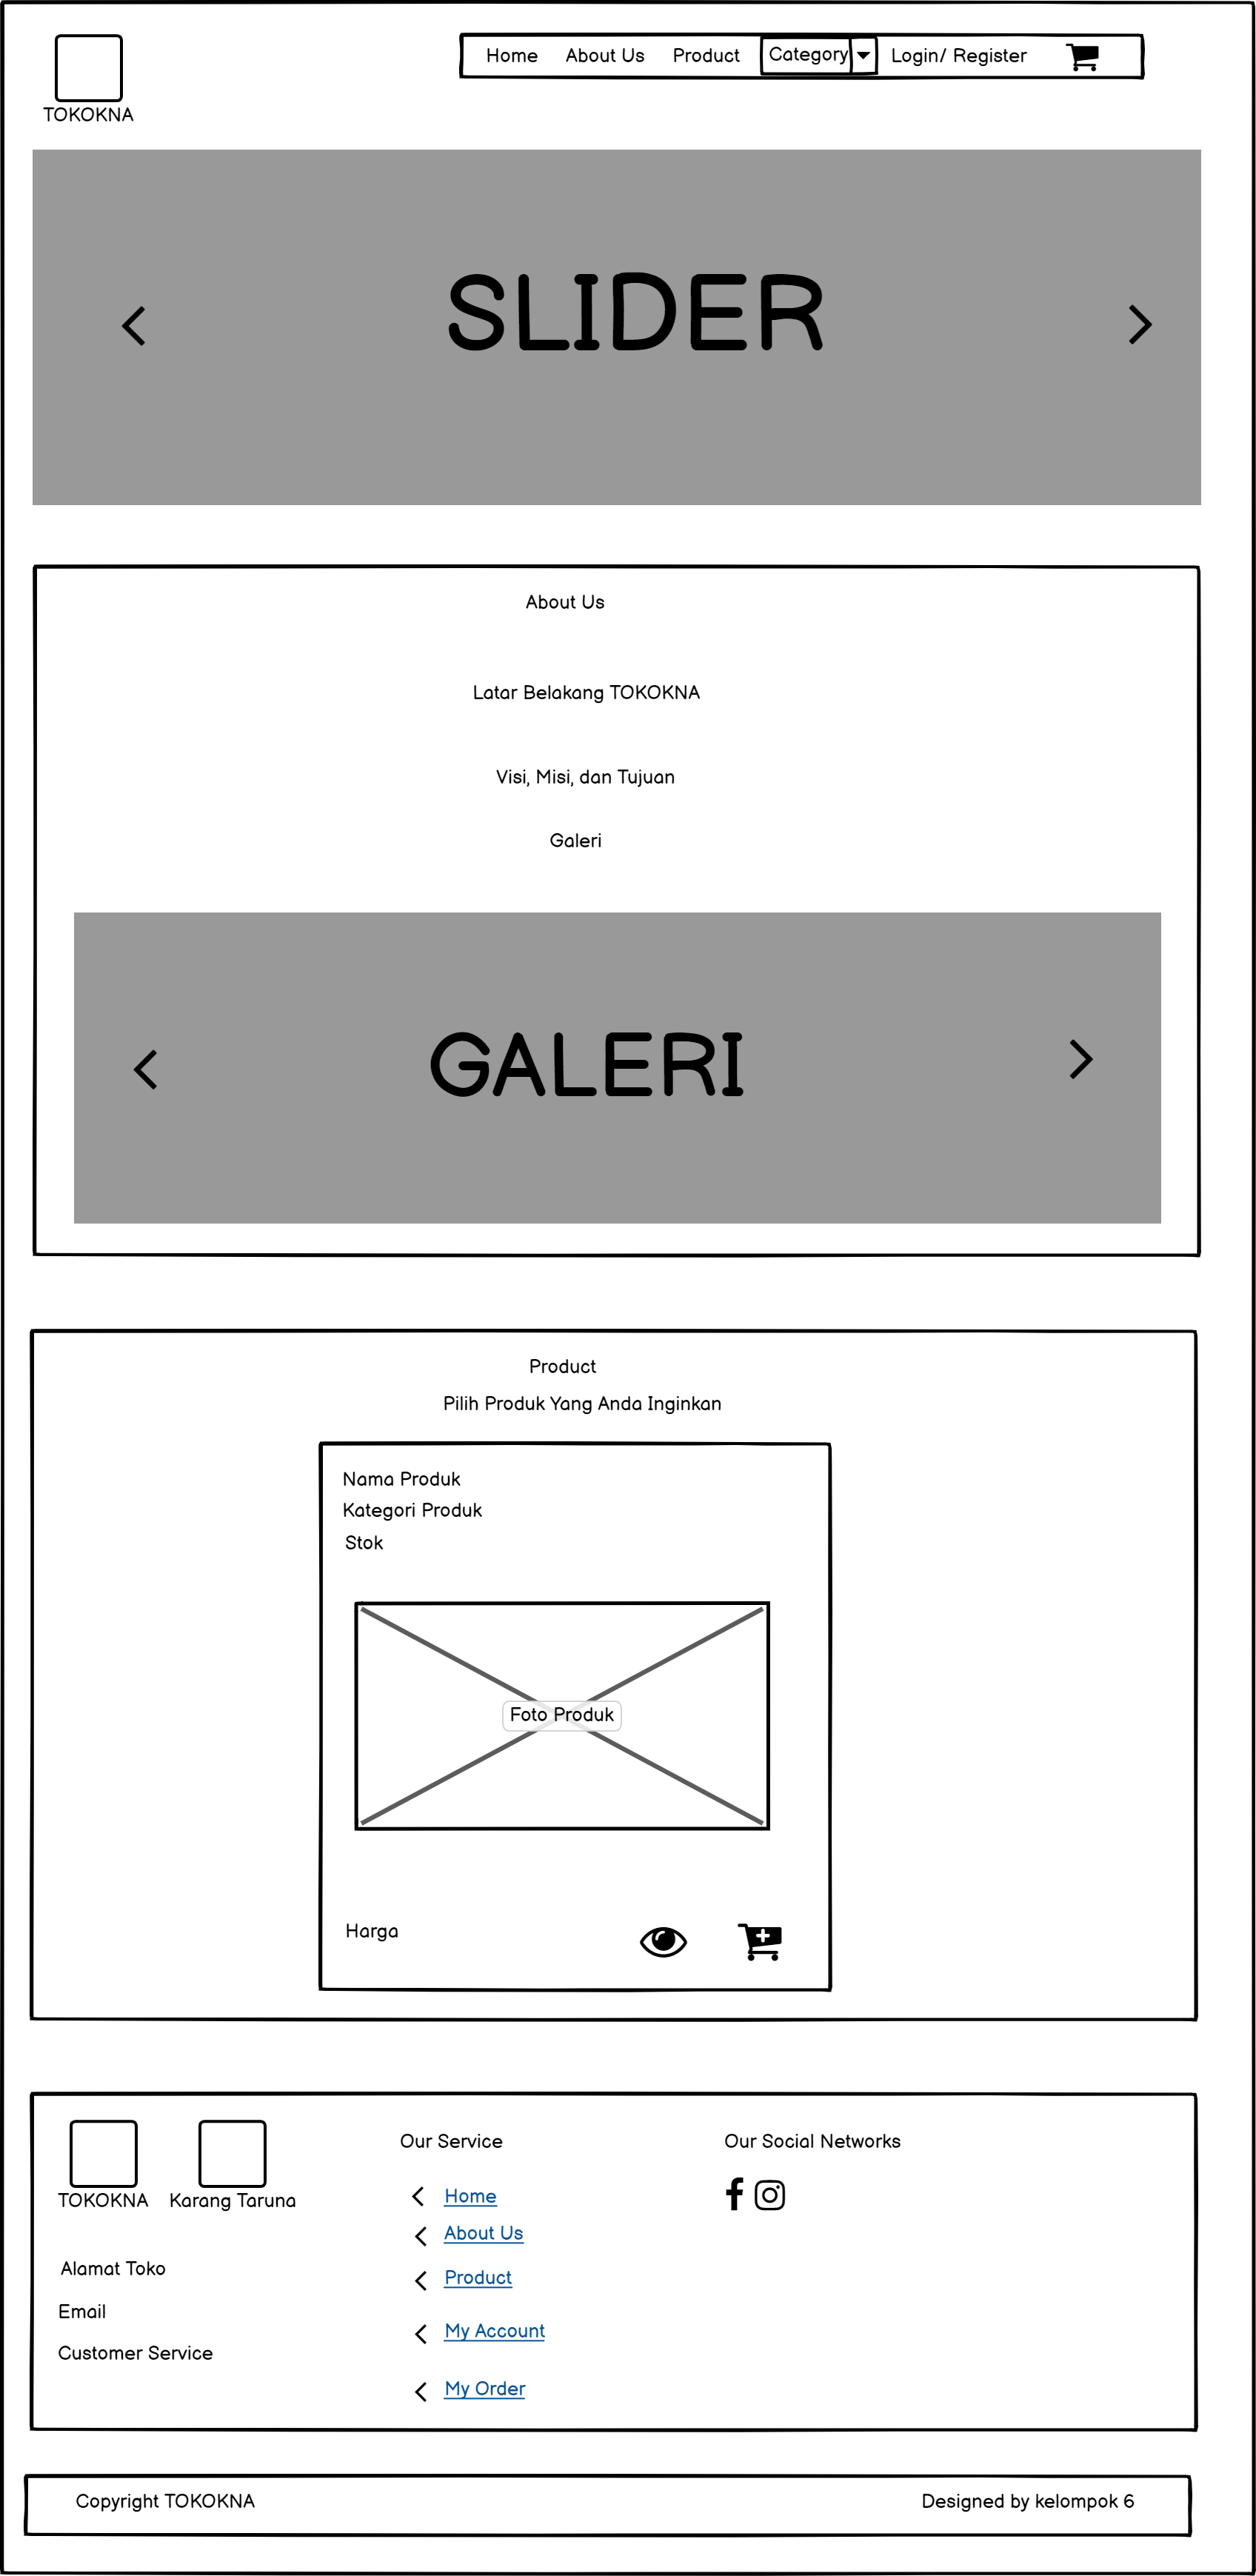 Home About Us Product Category Login/ Register
TOKOKNA
SLIDER
About Us
Latar Belakang TOKOKNA
Visi, Misi, dan Tujuan
Galeri
GALERI
Product
Pilih Produk Yang Anda Inginkan
Nama Produk
Kategori Produk
Stok
Foto Produk
Harga
TOKOKNA Karang Taruna
Alamat Toko
Email
Customer Service
Our Service
Home
About Us
Product
My Account
My Order
Our Social Networks
Copyright TOKOKNA
Designed by kelompok 6